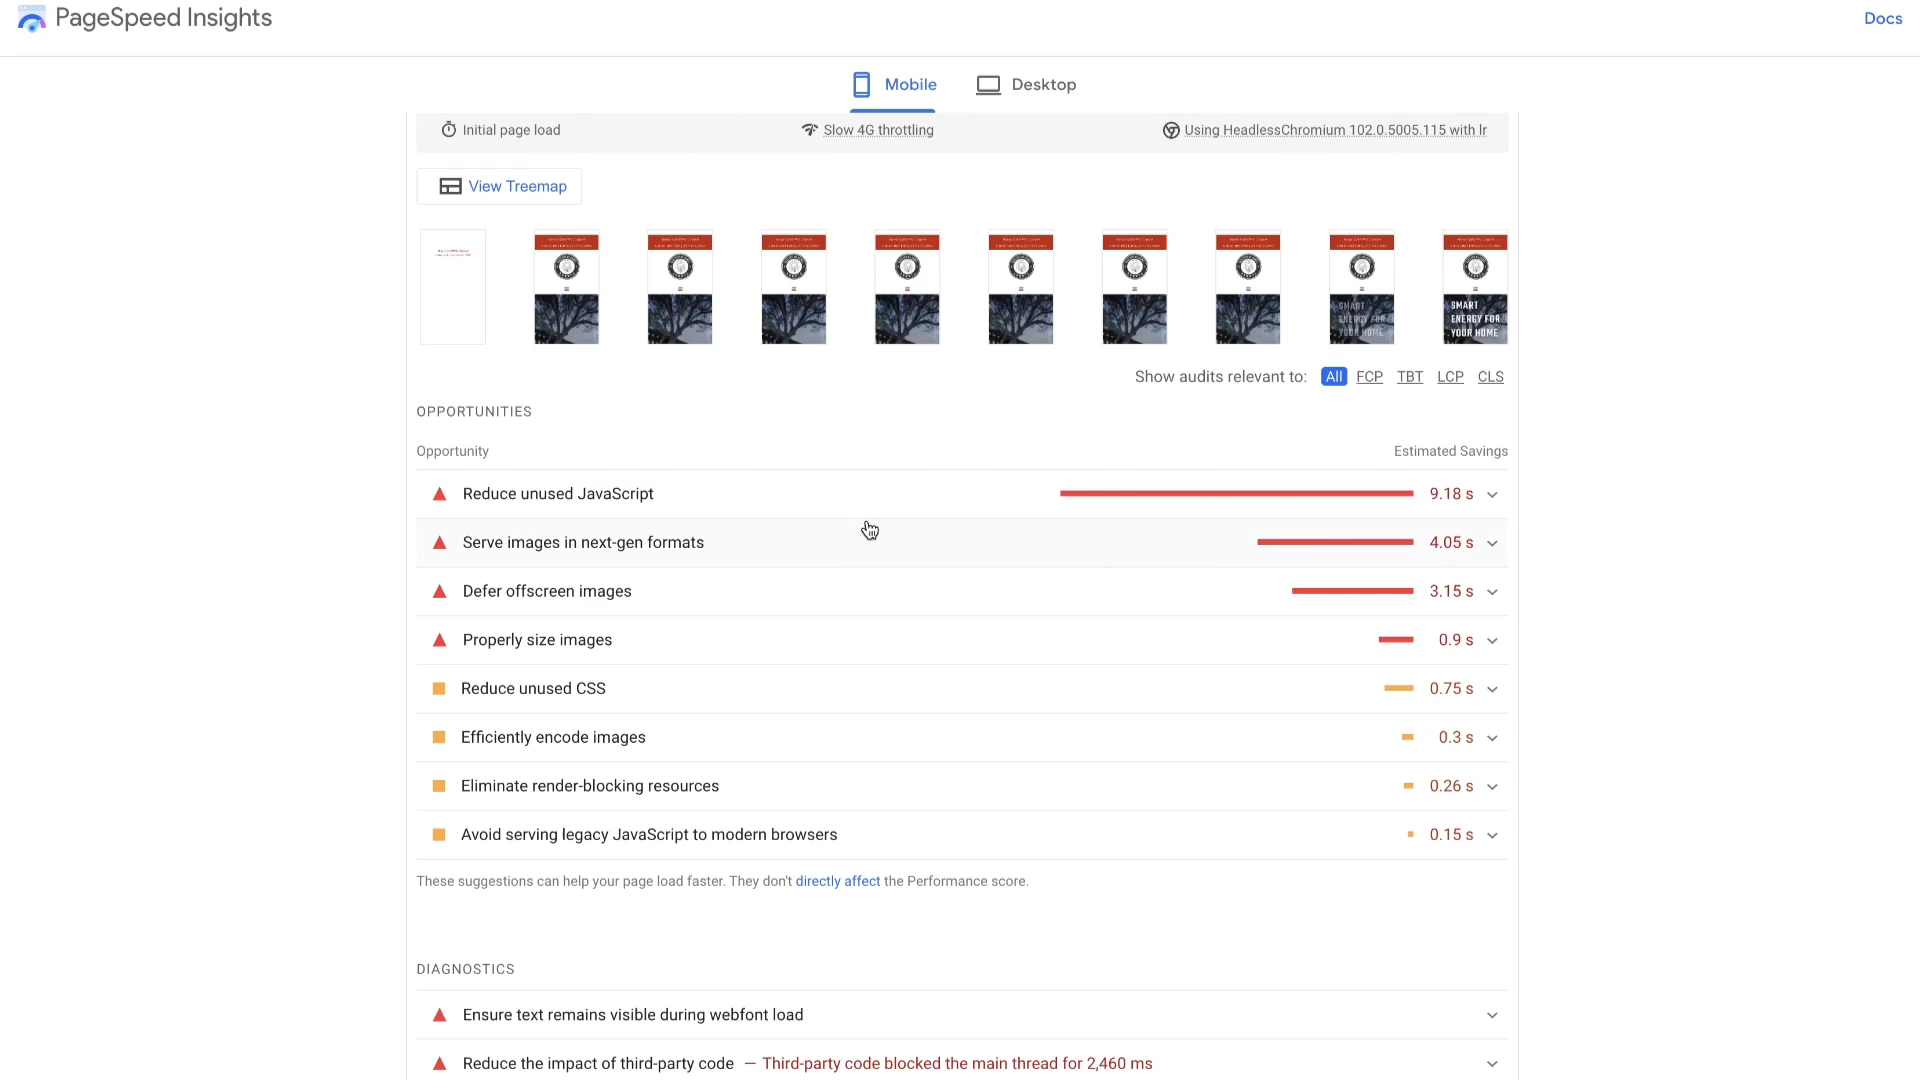 PageSpeed Insights
Docs
Mobile
Desktop
Initial page load
Slow 4G throttling
Using HeadlessChromium 102.0.5005.115 with lr
View Treemap
SMART
ENERGY FOR
YOUR HOME
SMART
ENERGY FOR
YOUR HOME
Show audits relevant to: All FCP TBT LCP CLS
OPPORTUNITIES
Opportunity
Estimated Savings
Reduce unused JavaScript 9.18 s
Serve images in next-gen formats 4.05 s
Defer offscreen images 3.15 s
Properly size images 0.9 s
Reduce unused CSS 0.75 s
Efficiently encode images 0.3 s
Eliminate render-blocking resources 0.26 s
Avoid serving legacy JavaScript to modern browsers 0.15 s
These suggestions can help your page load faster. They don't directly affect the Performance score.
DIAGNOSTICS
Ensure text remains visible during webfont load
Reduce the impact of third-party code — Third-party code blocked the main thread for 2,460 ms